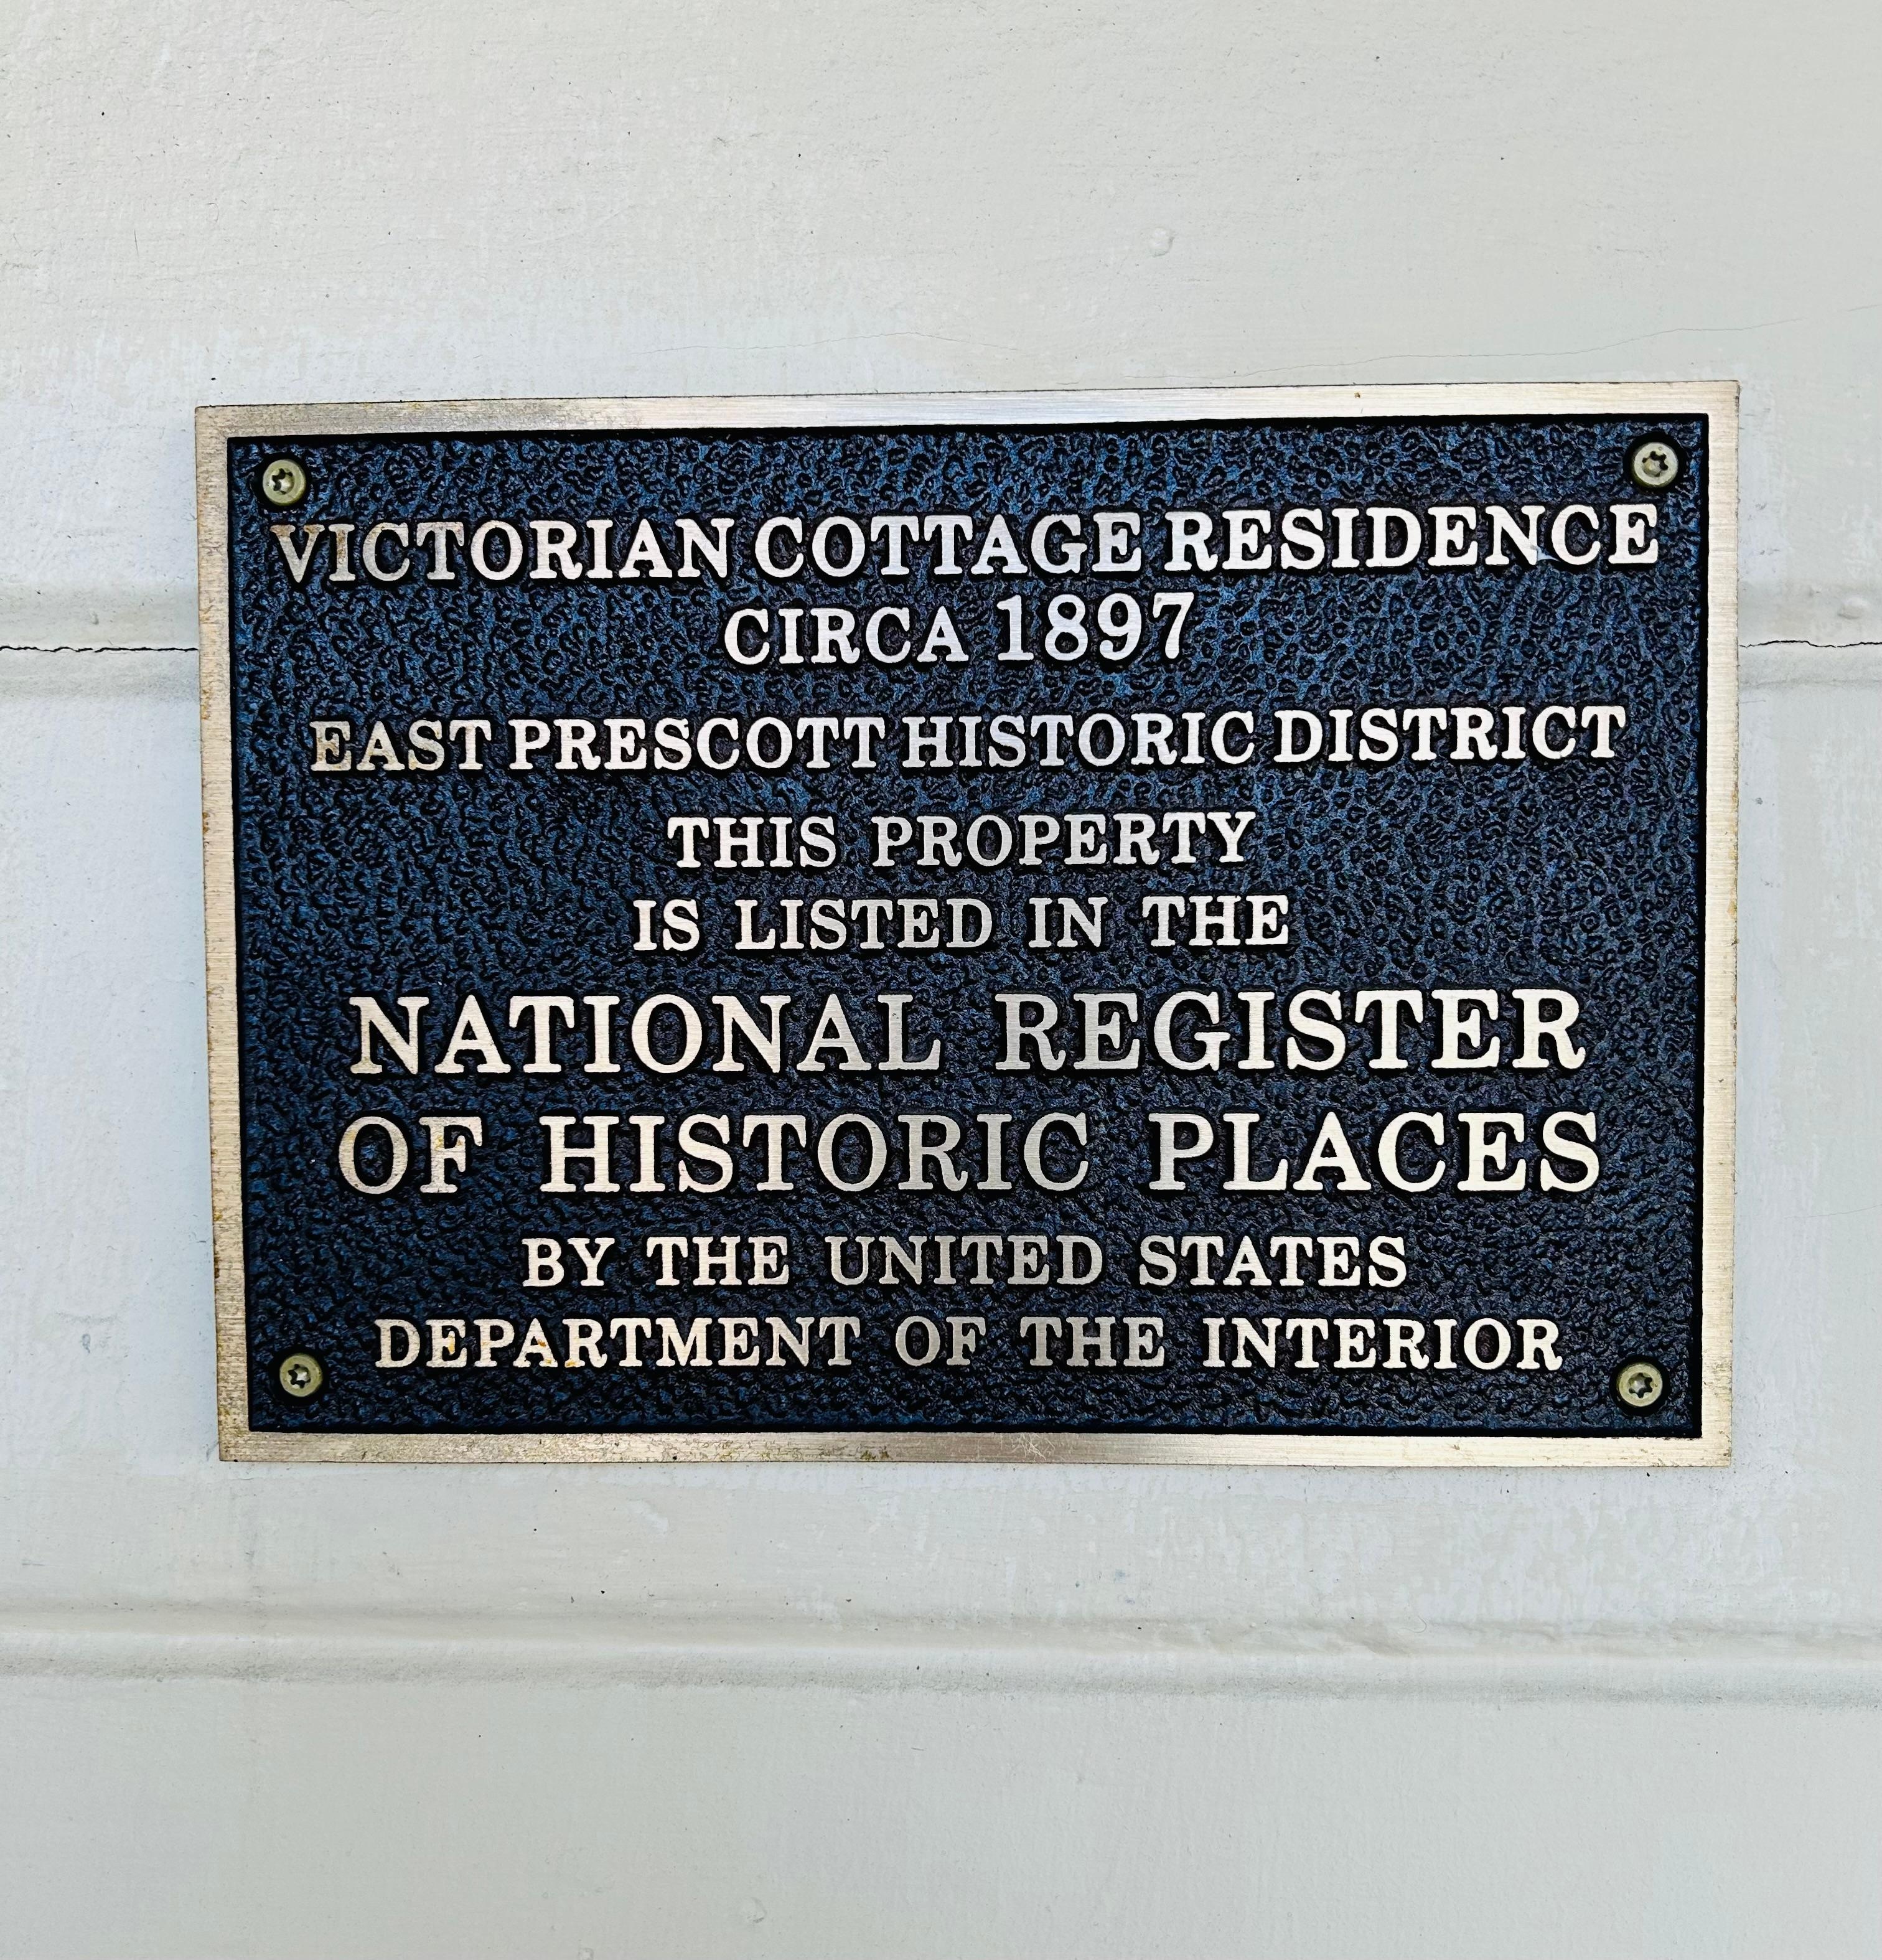 VICTORIAN COTTAGE RESIDENCE
CIRCA 1897
EAST PRESCOTT HISTORIC DISTRICT
THIS PROPERTY
IS LISTED IN THE
NATIONAL REGISTER
OF HISTORIC PLACES
BY THE UNITED STATES
DEPARTMENT OF THE INTERIOR